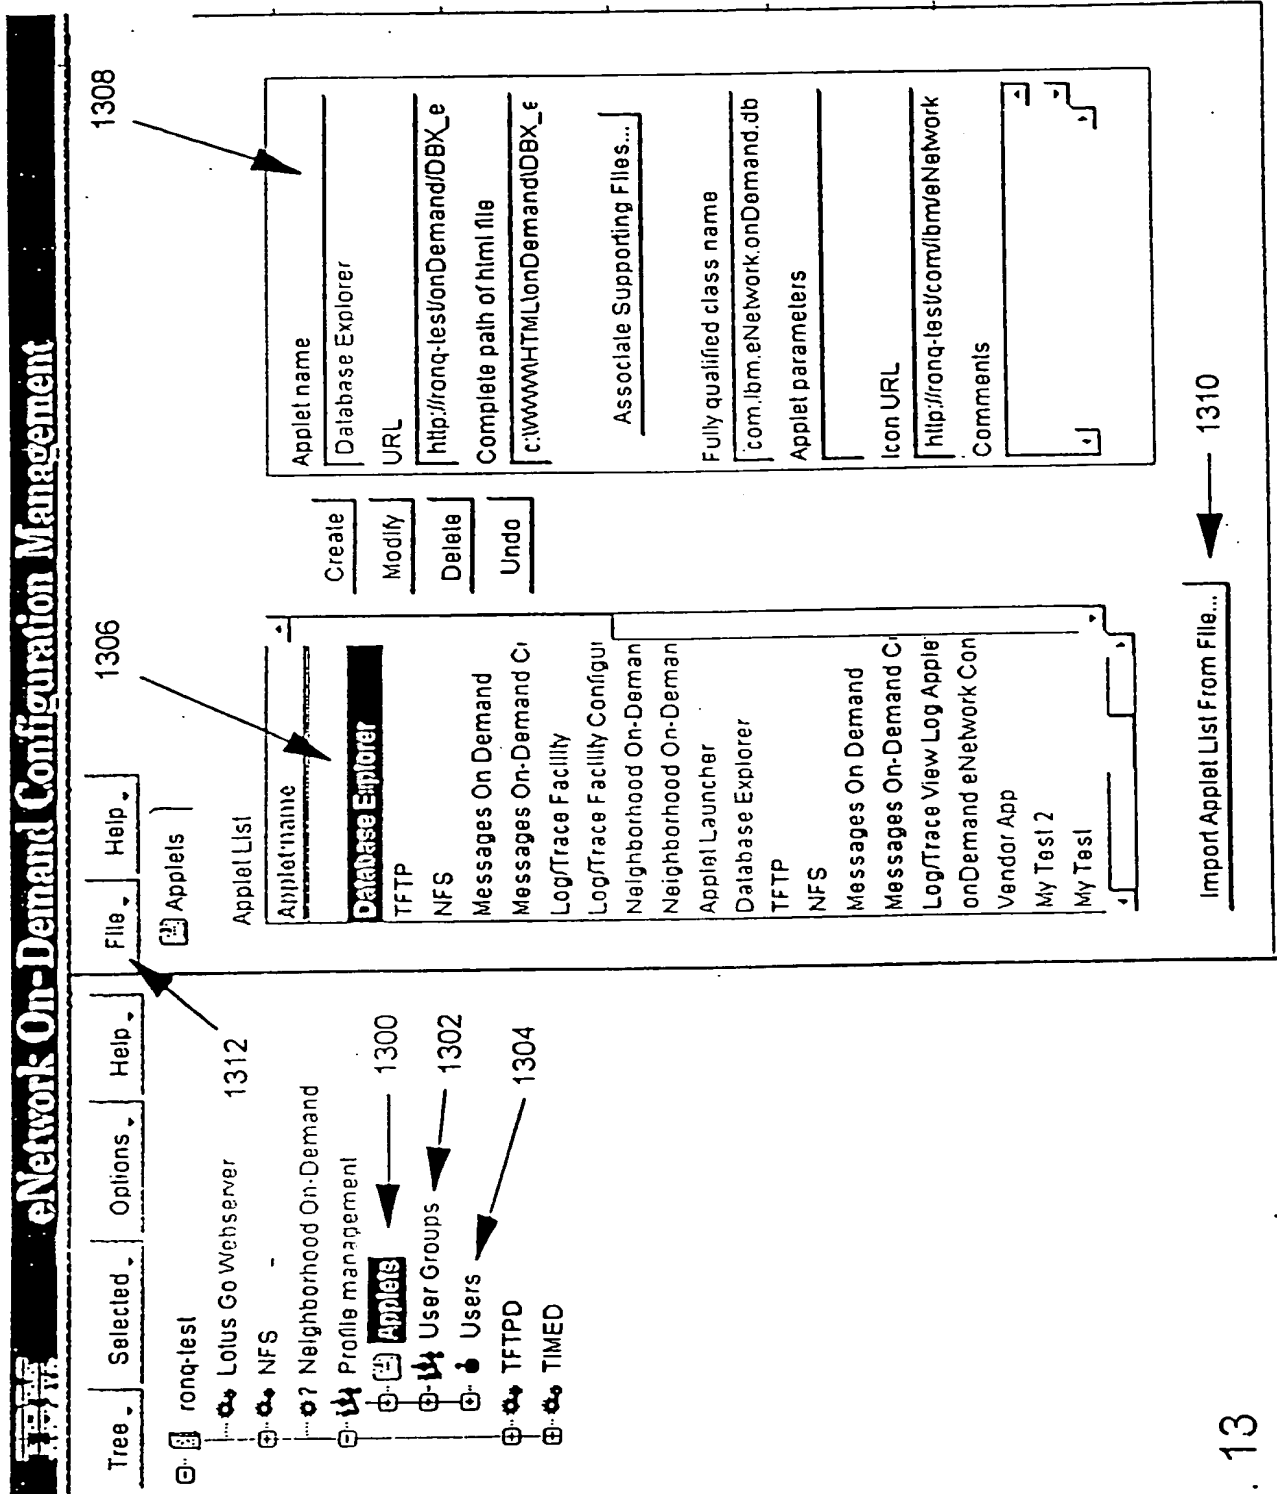 IBM eNetwork On-Demand Configuration Management
Tree Selected Options Help
File Help
ronq-test
Lotus Go Webserver
NFS
? Neighborhood On-Demand
Profile management
Applets
User Groups
Users
TFTPD
TIMED
1312
1300
1302
1304
Applets
Applet List
Applet name
Database Explorer
TFTP
NFS
Messages On Demand
Messages On-Demand C
Log/Trace Facility
Log/Trace Facility Configur
Neighborhood On-Deman
Neighborhood On-Deman
Applet Launcher
Database Explorer
TFTP
NFS
Messages On Demand
Messages On-Demand C
Log/Trace View Log Apple
onDemand eNetwork Con
Vendor App
My Test 2
My Test
Import Applet List From File...
1306
Create
Modify
Delete
Undo
1308
Applet name
Database Explorer
URL
http://ronq-test/onDemand/DBX_e
Complete path of html file
c:\WWW\HTML\onDemand\DBX_e
Associate Supporting Files...
Fully qualified class name
com.ibm.eNetwork.onDemand.db
Applet parameters
Icon URL
http://ronq-test/com/ibm/eNetwork
Comments
1310
13